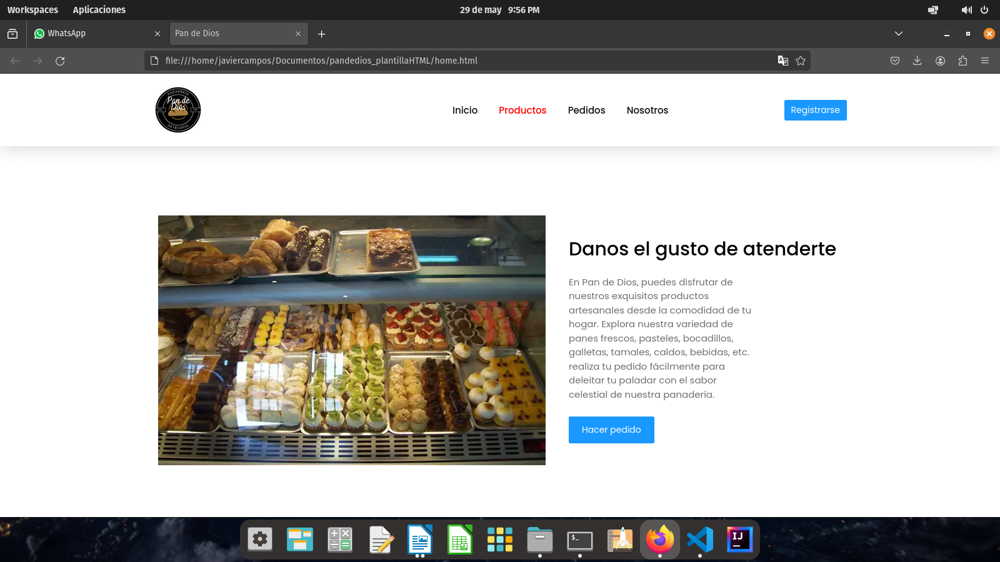 Workspaces
Aplicaciones
29 de may 9:56 PM
WhatsApp
Pan de Dios
file:///home/javiercampos/Documentos/pandedios_plantillaHTML/home.html
PANADERIA
Pan de
Dios
ARTESANAL
Inicio
Productos
Pedidos
Nosotros
Registrarse
Danos el gusto de atenderte
En Pan de Dios, puedes disfrutar de
nuestros exquisitos productos
artesanales desde la comodidad de tu
hogar. Explora nuestra variedad de
panes frescos, pasteles, bocadillos,
galletas, tamales, caldos, bebidas, etc.
realiza tu pedido fácilmente para
deleitar tu paladar con el sabor
celestial de nuestra panadería.
Hacer pedido
$_
IJ